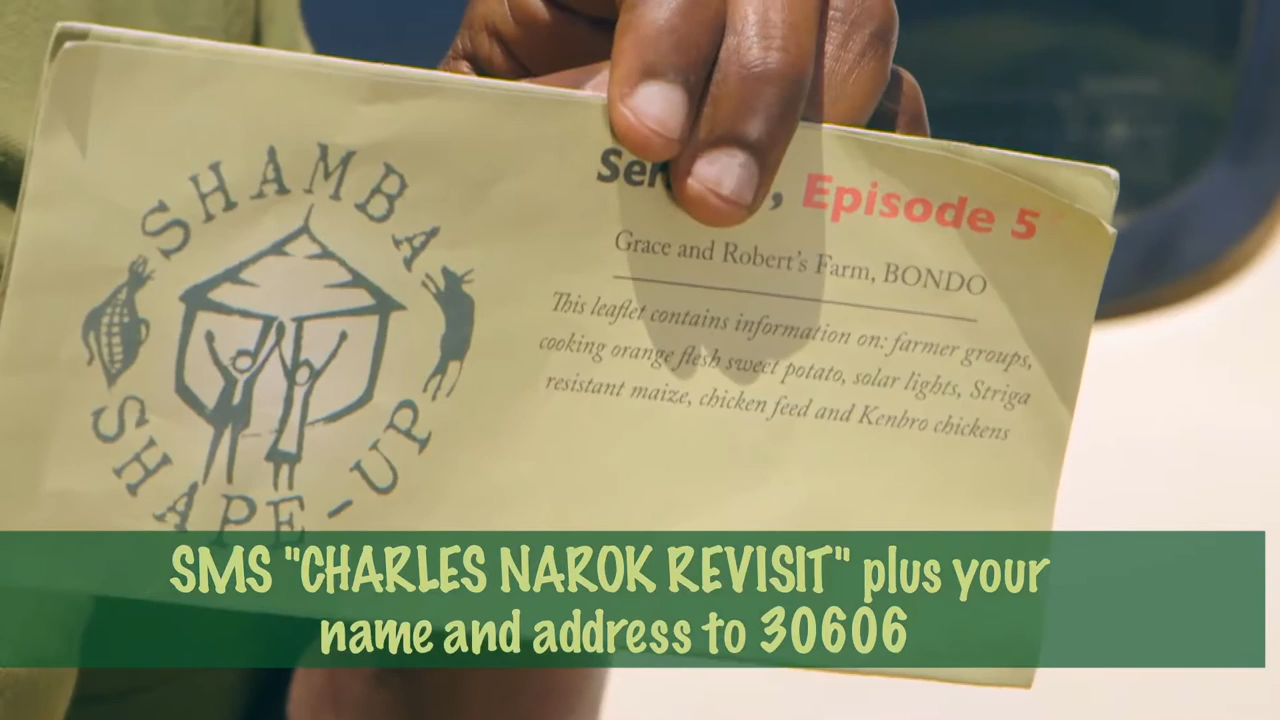 SHAMBA
SHAPE-UP
Episode 5
Grace and Robert's Farm, BONDO
This leaflet contains information on: farmer groups,
cooking orange flesh sweet potato, solar lights, Striga
resistant maize, chicken feed and Kenbro chickens
SMS "CHARLES NAROK REVISIT" plus your
name and address to 30606